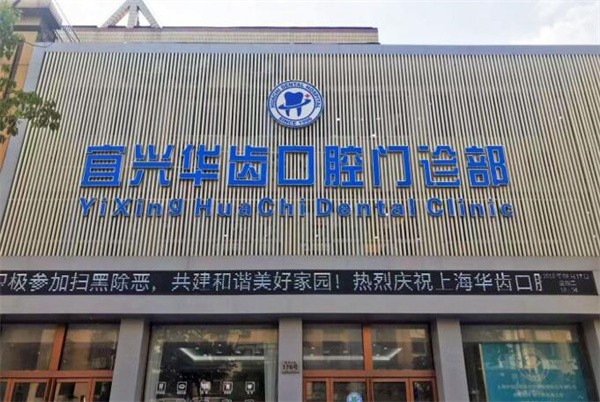 宜兴华齿口腔门诊部
YiXing HuaChi Dental Clinic
积极参加扫黑除恶，共建和谐美好家园！热烈庆祝上海华齿口腔